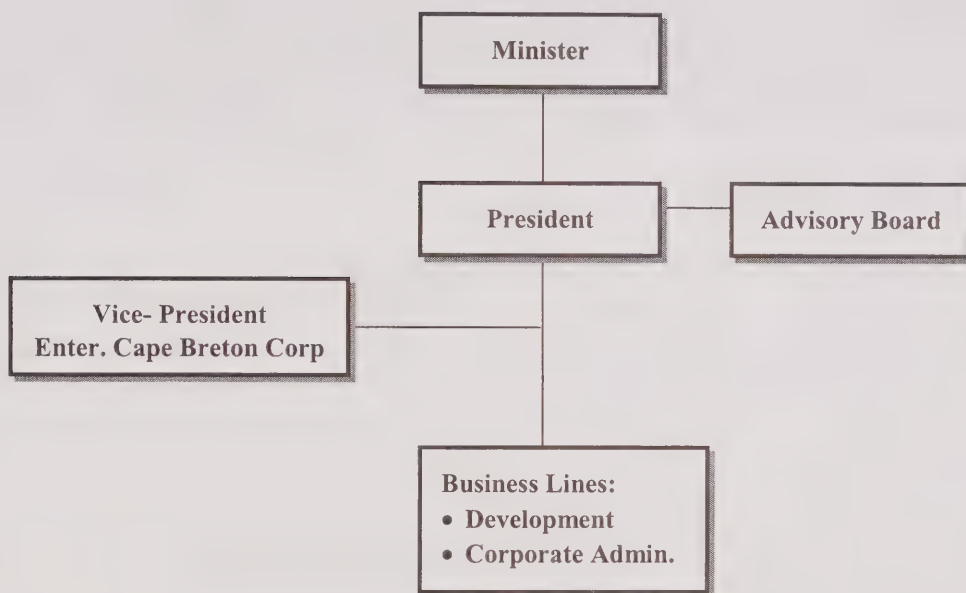 Minister
President
Advisory Board
Vice- President
Enter. Cape Breton Corp
Business Lines:
• Development
• Corporate Admin.